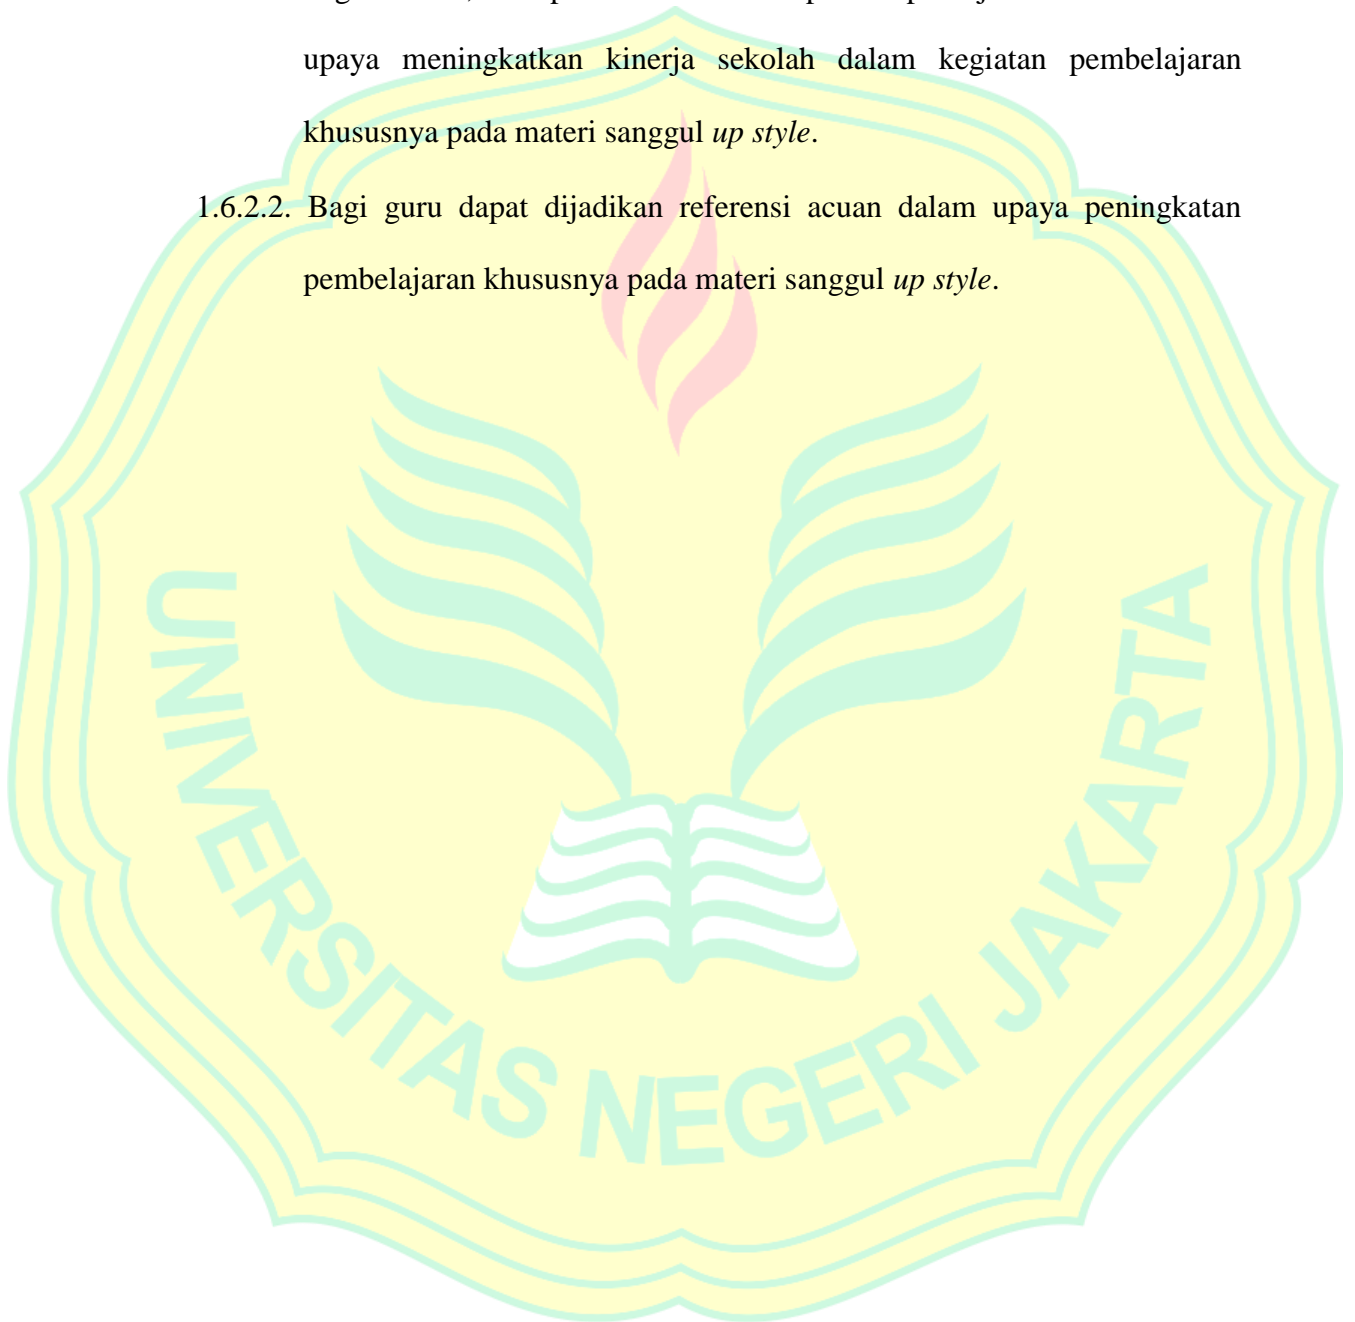 upaya meningkatkan kinerja sekolah dalam kegiatan pembelajaran
khususnya pada materi sanggul up style.
1.6.2.2. Bagi guru dapat dijadikan referensi acuan dalam upaya peningkatan
pembelajaran khususnya pada materi sanggul up style.
UNIVERSITAS NEGERI JAKARTA